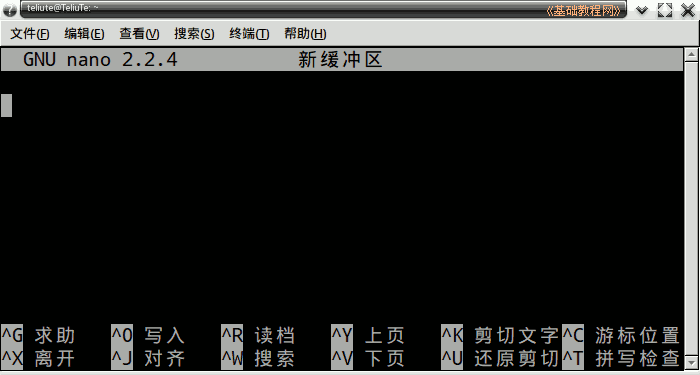 teliute@TeliuTe: ~ 《基础教程网》
文件(F) 编辑(E) 查看(V) 搜索(S) 终端(T) 帮助(H)
GNU nano 2.2.4 新缓冲区
^G 求助 ^O 写入 ^R 读档 ^Y 上页 ^K 剪切文字 ^C 游标位置
^X 离开 ^J 对齐 ^W 搜索 ^V 下页 ^U 还原剪切 ^T 拼写检查